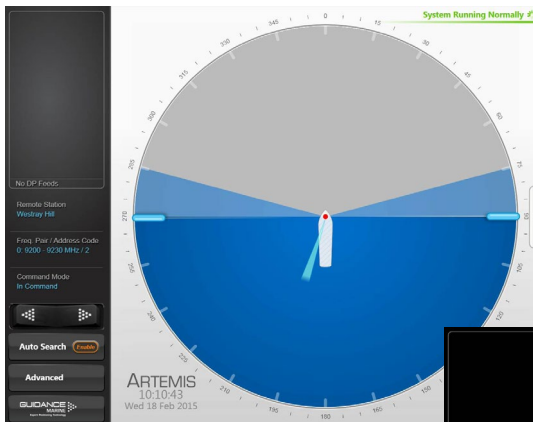 System Running Normally
No DP Feeds
Remote Station
Westray Hill
Freq. Pair / Address Code
0: 9200 - 9230 MHz / 2
Command Mode
In Command
Auto Search Enable
Advanced
GUIDANCE
MARINE
ARTEMIS
10:10:43
Wed 18 Feb 2015
0
15
30
45
60
75
90
105
120
165
180
195
210
225
240
270
285
300
315
330
345